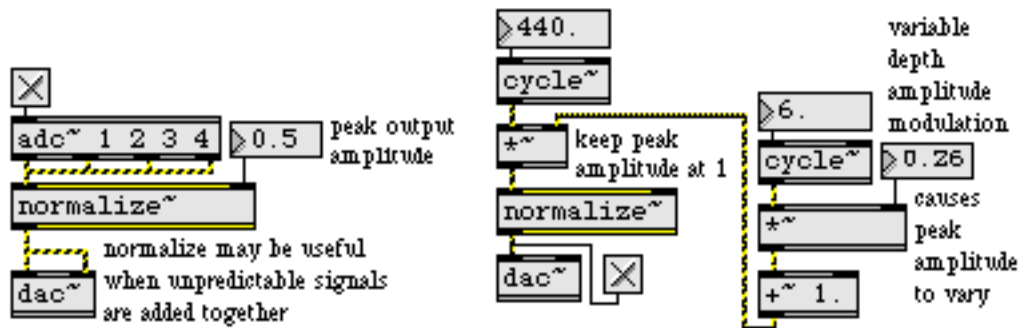 adc~ 1 2 3 4
0.5
peak output
amplitude
normalize~
dac~
normalize may be useful
when unpredictable signals
are added together
440.
cycle~
*~
keep peak
amplitude at 1
normalize~
dac~
variable
depth
amplitude
modulation
6.
cycle~
0.26
*~
causes
peak
amplitude
to vary
+~ 1.